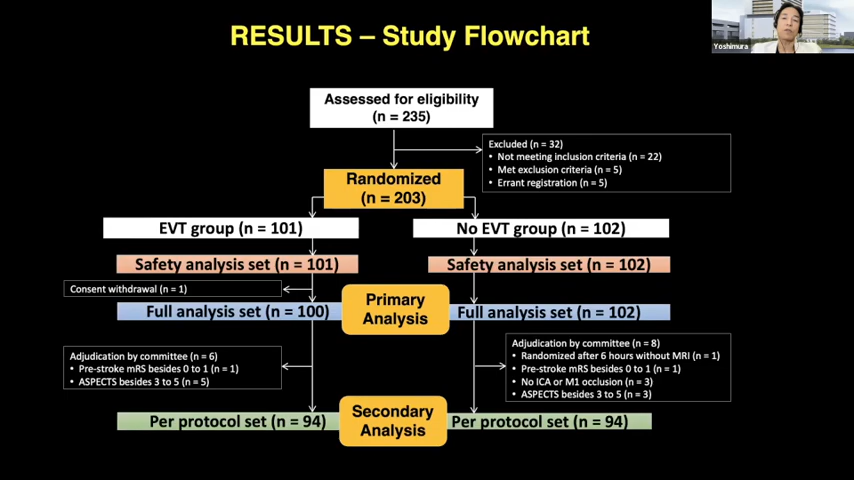 RESULTS – Study Flowchart
Yoshimura
Assessed for eligibility
(n = 235)
Excluded (n = 32)
• Not meeting inclusion criteria (n = 22)
• Met exclusion criteria (n = 5)
• Errant registration (n = 5)
Randomized
(n = 203)
EVT group (n = 101)
No EVT group (n = 102)
Safety analysis set (n = 101)
Safety analysis set (n = 102)
Consent withdrawal (n = 1)
Primary
Analysis
Full analysis set (n = 100)
Full analysis set (n = 102)
Adjudication by committee (n = 6)
• Pre-stroke mRS besides 0 to 1 (n = 1)
• ASPECTS besides 3 to 5 (n = 5)
Adjudication by committee (n = 8)
• Randomized after 6 hours without MRI (n = 1)
• Pre-stroke mRS besides 0 to 1 (n = 1)
• No ICA or M1 occlusion (n = 3)
• ASPECTS besides 3 to 5 (n = 3)
Secondary
Analysis
Per protocol set (n = 94)
Per protocol set (n = 94)